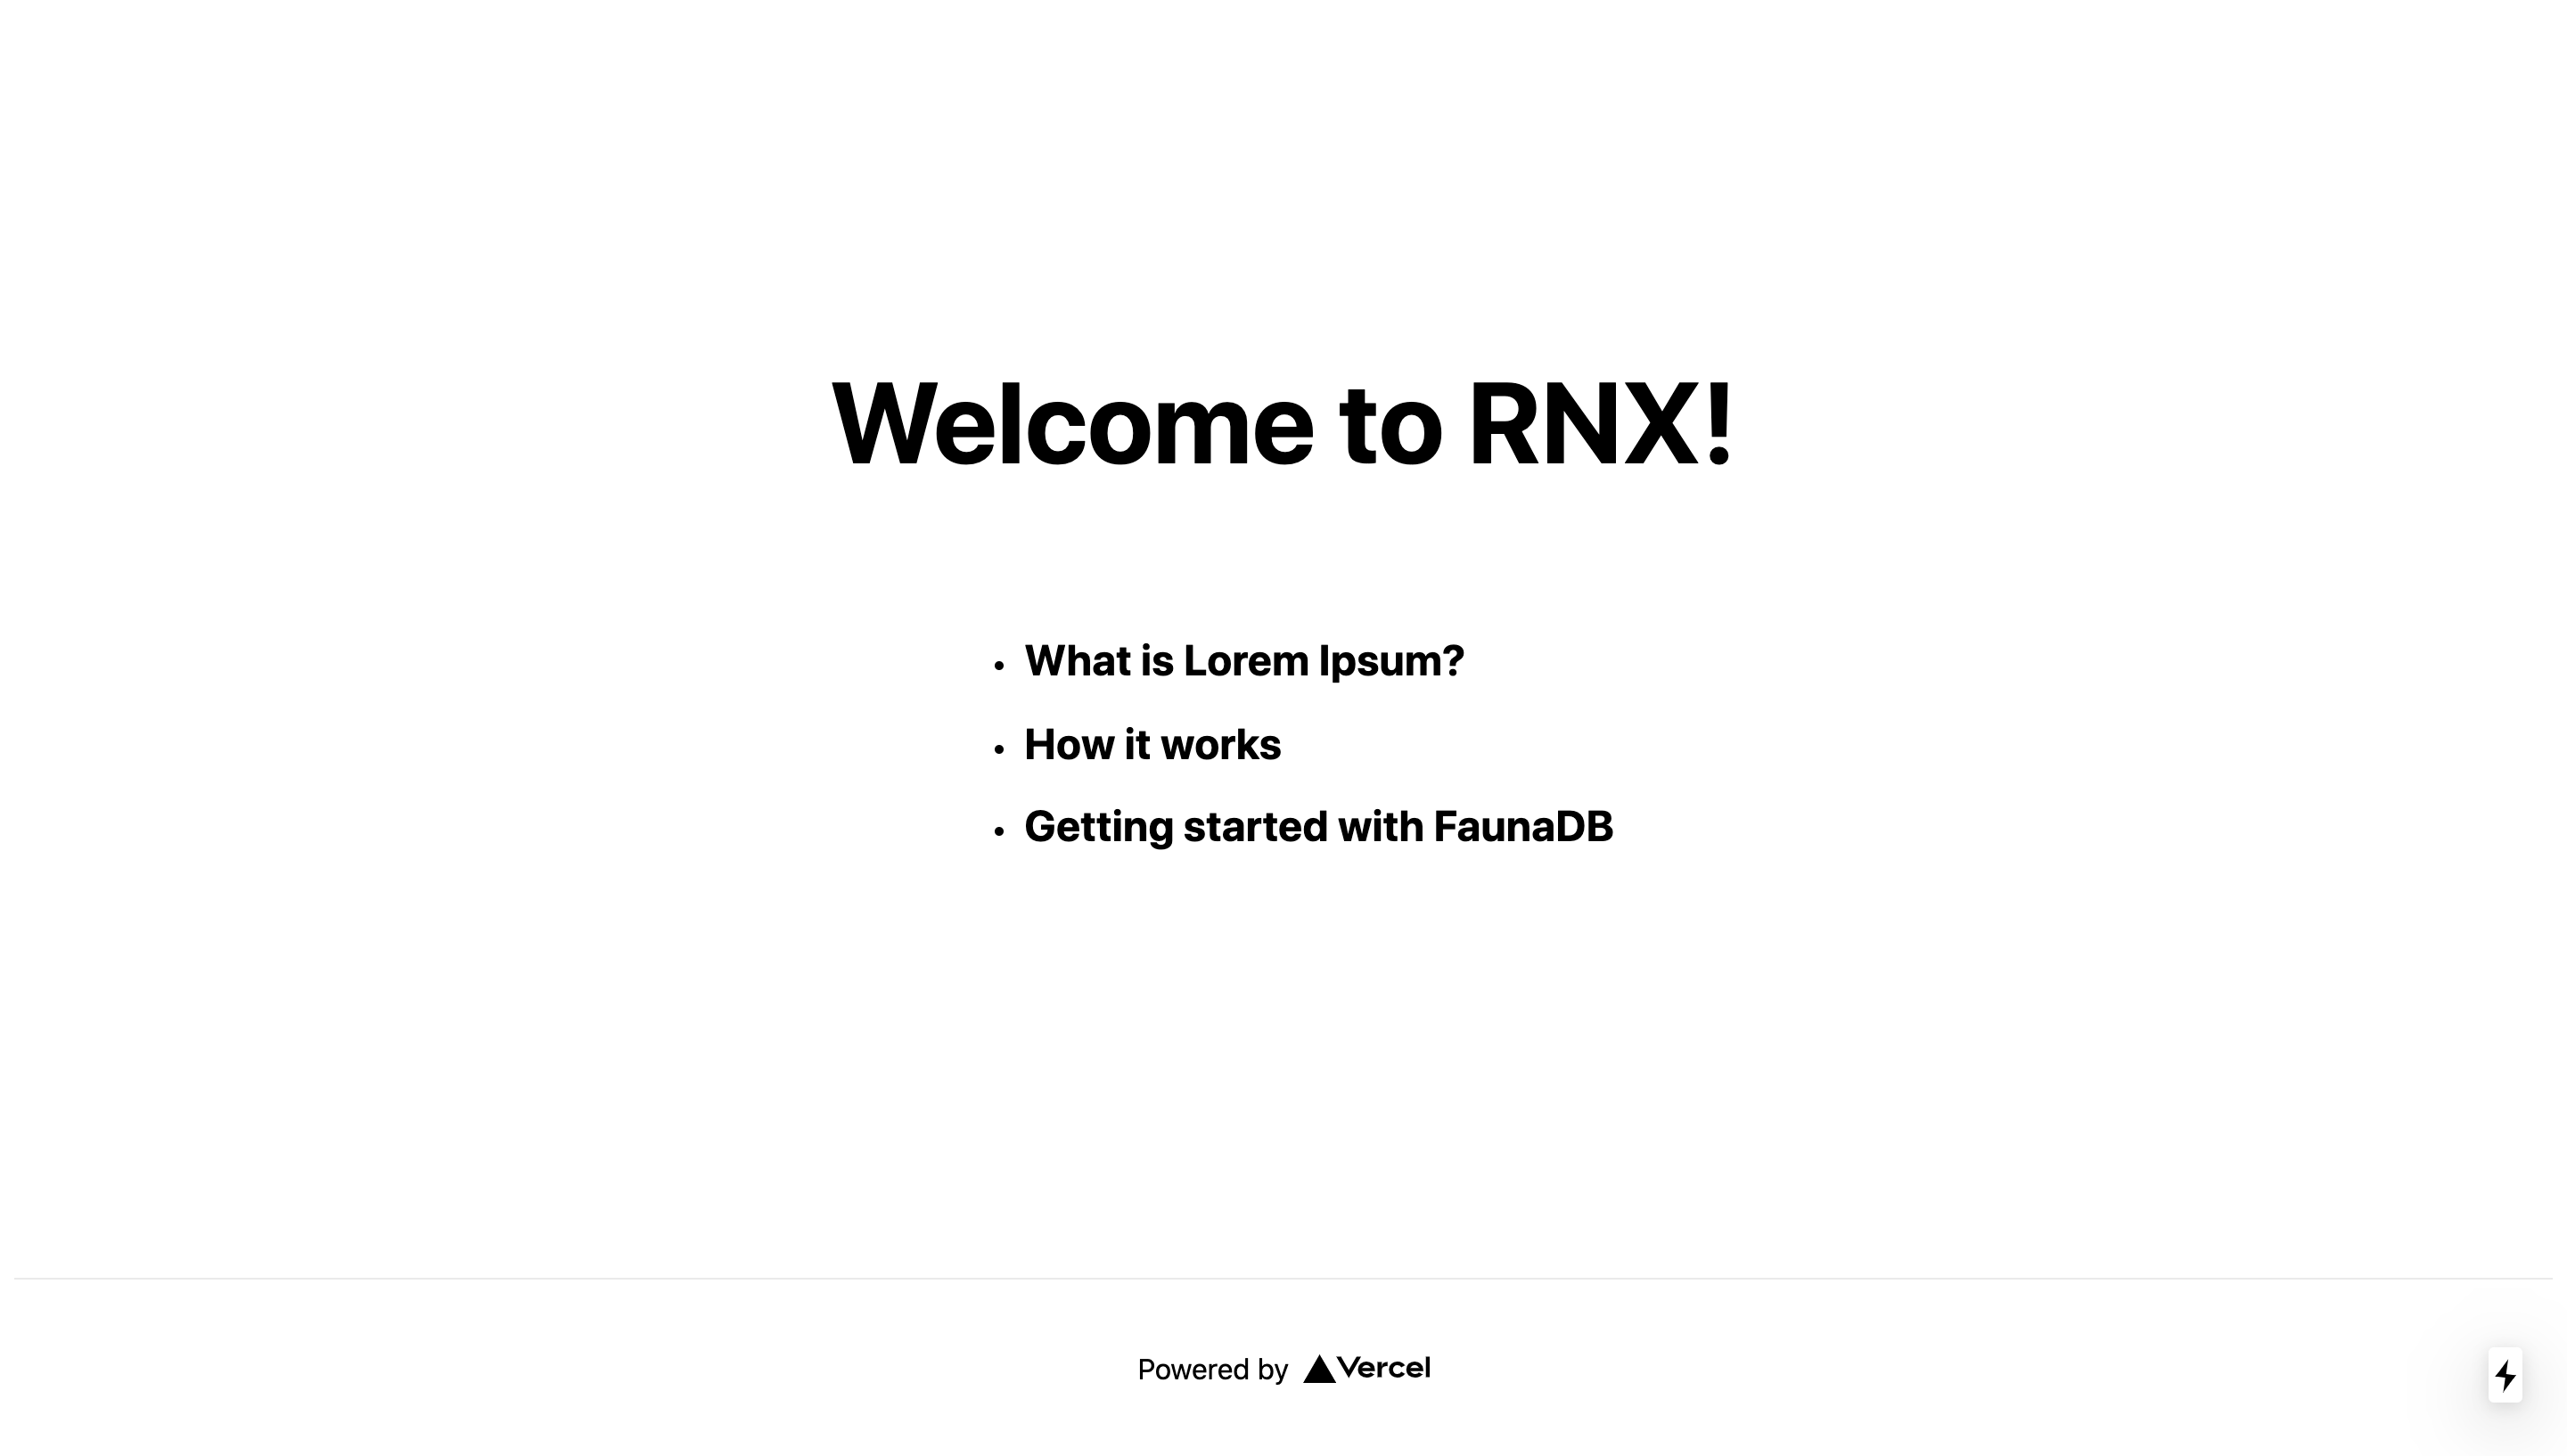 Welcome to RNX!
What is Lorem Ipsum?
How it works
Getting started with FaunaDB
Powered by Vercel